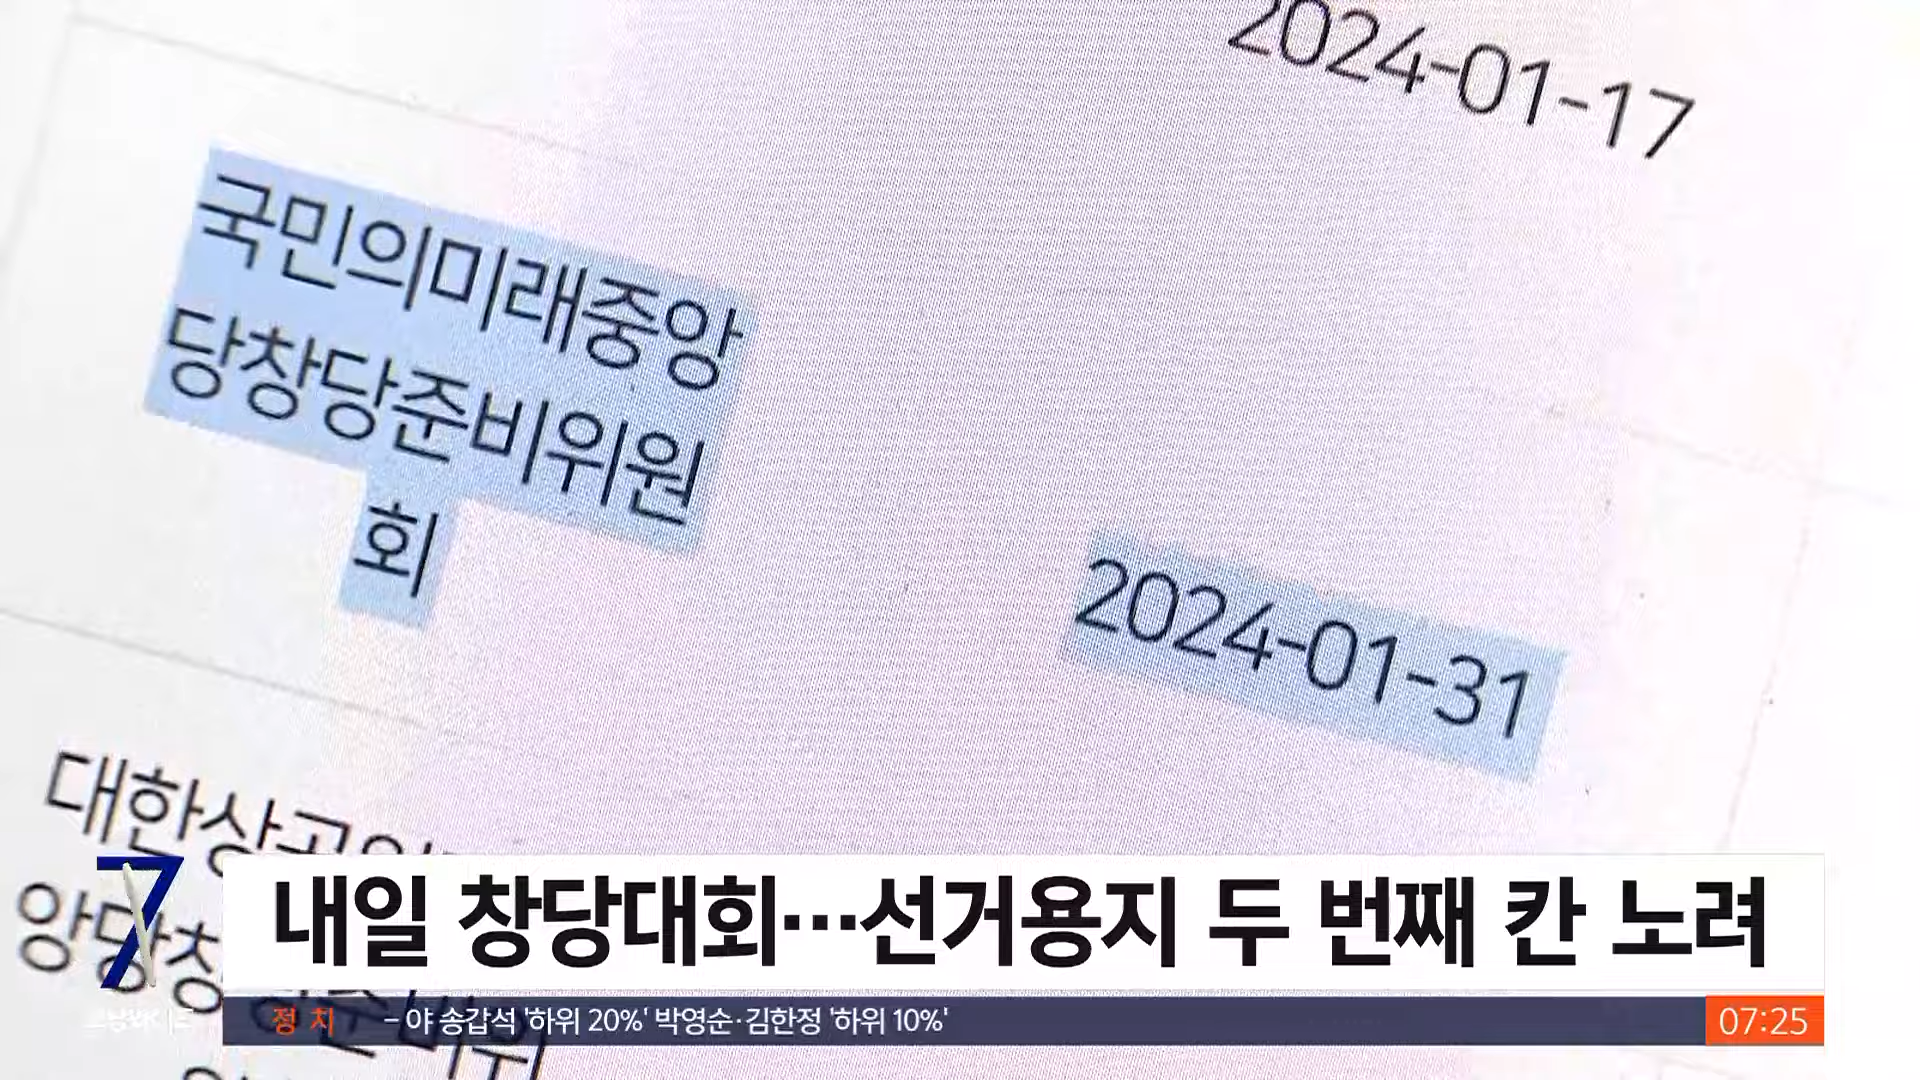 2024-01-17
국민의미래중앙
당창당준비위원
회
2024-01-31
대한상공인
7
내일 창당대회…선거용지 두 번째 칸 노려
정치 – 야 송갑석 '하위 20%' 박영순·김한정 '하위 10%'
07:25